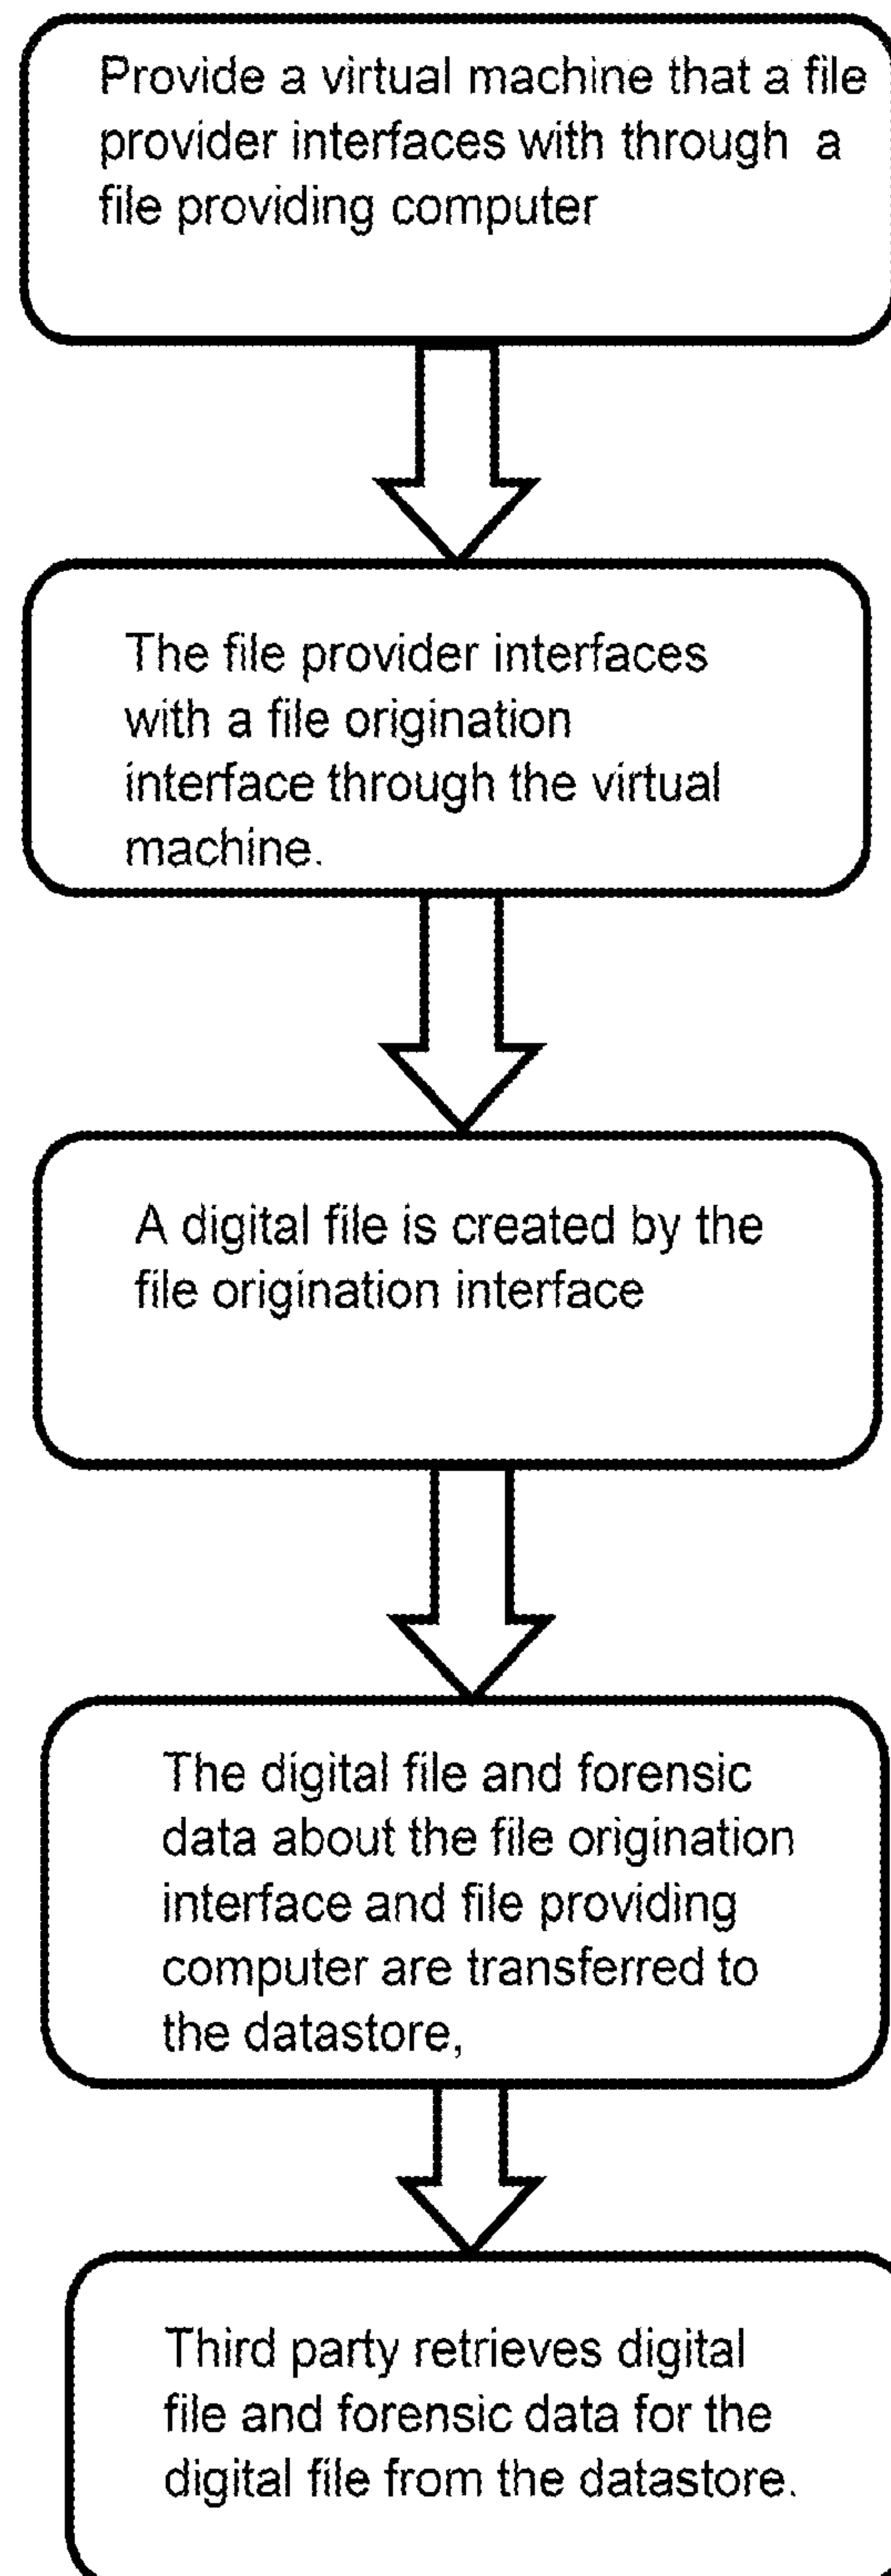 Provide a virtual machine that a file
provider interfaces with through a
file providing computer
The file provider interfaces
with a file origination
interface through the virtual
machine.
A digital file is created by the
file origination interface
The digital file and forensic
data about the file origination
interface and file providing
computer are transferred to
the datastore,
Third party retrieves digital
file and forensic data for the
digital file from the datastore.